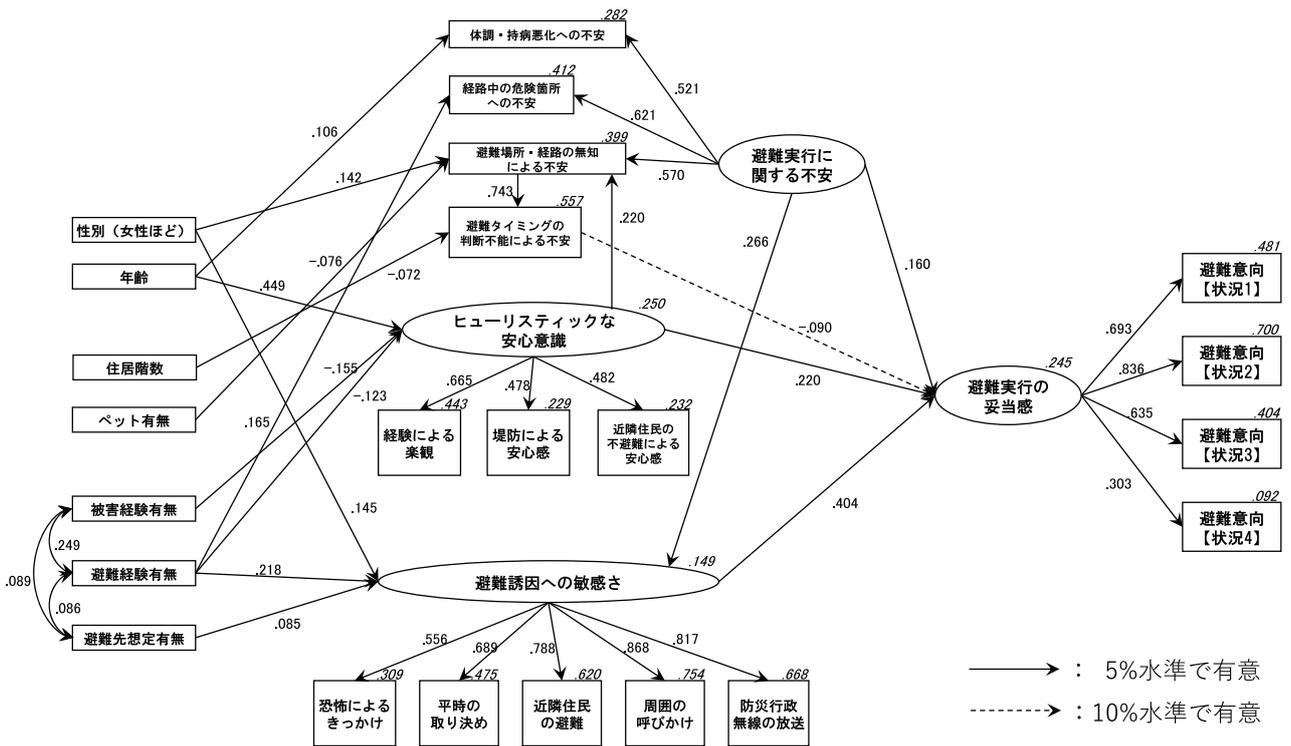 .282
体調・持病悪化への不安
.412
経路中の危険箇所
への不安
.521
.621
.106
.399
避難場所・経路の無知
による不安
避難実行に
関する不安
.570
.142
.743
.557
避難タイミングの
判断不能による不安
.220
.266
性別（女性ほど）
年齢
-.076
-.072
.449
.160
.481
避難意向
【状況1】
.250
ヒューリスティックな
安心意識
-.090
.693
.700
避難意向
【状況2】
住居階数
-.155
.665
.478
.482
.220
.245
避難実行の
妥当感
.836
-.123
.443
経験による
楽観
.229
堤防による
安心感
.232
近隣住民の
不避難による
安心感
.635
.404
避難意向
【状況3】
ペット有無
.165
.303
.092
避難意向
【状況4】
被害経験有無
.145
.404
.249
避難経験有無
.218
.149
避難誘因への敏感さ
.089
.086
避難先想定有無
.085
.556
.689
.788
.868
.817
.309
恐怖による
きっかけ
.475
平時の
取り決め
.620
近隣住民
の避難
.754
周囲の
呼びかけ
.668
防災行政
無線の放送
： 5%水準で有意
：10%水準で有意